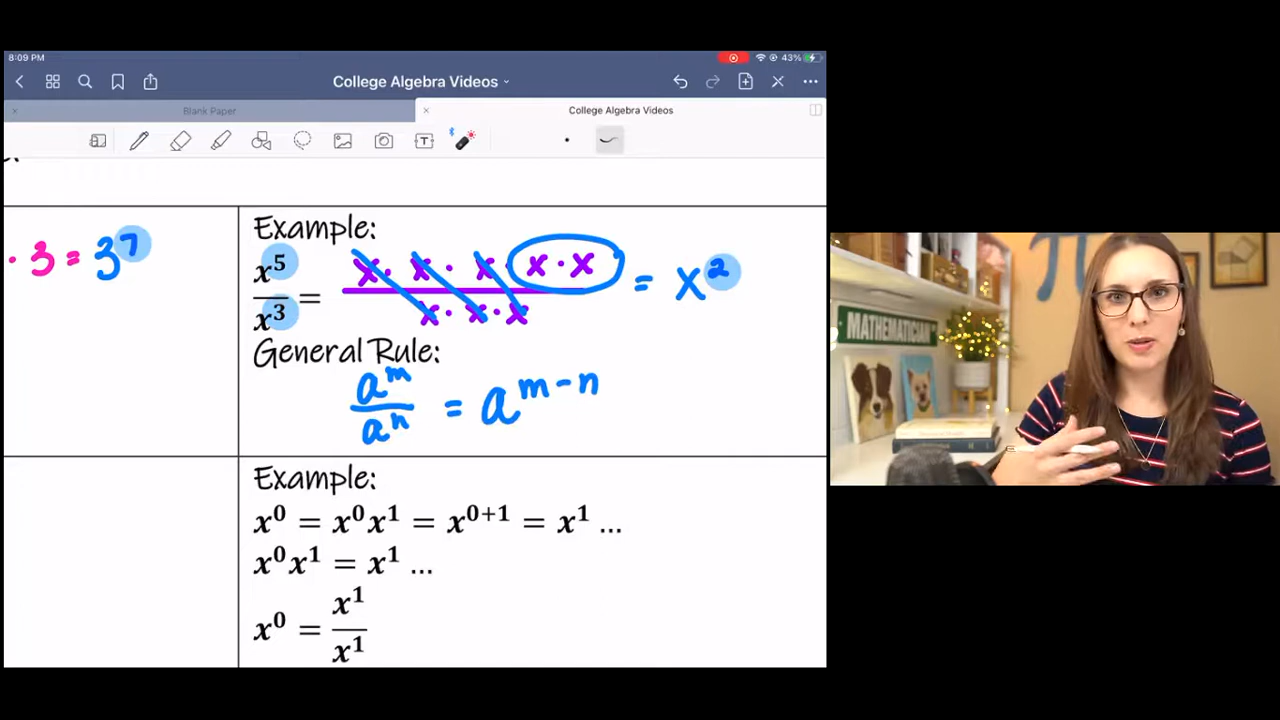 8:09 PM
43%
College Algebra Videos
Blank Paper
College Algebra Videos
T
· 3 = 3⁷
Example:
x⁵/x³ = x · x · x x · x / x · x · x = x²
General Rule:
aᵐ/aⁿ = aᵐ⁻ⁿ
Example:
x⁰ = x⁰x¹ = x⁰⁺¹ = x¹ ...
x⁰x¹ = x¹ ...
x⁰ = x¹/x¹
MATHEMATICIAN
π